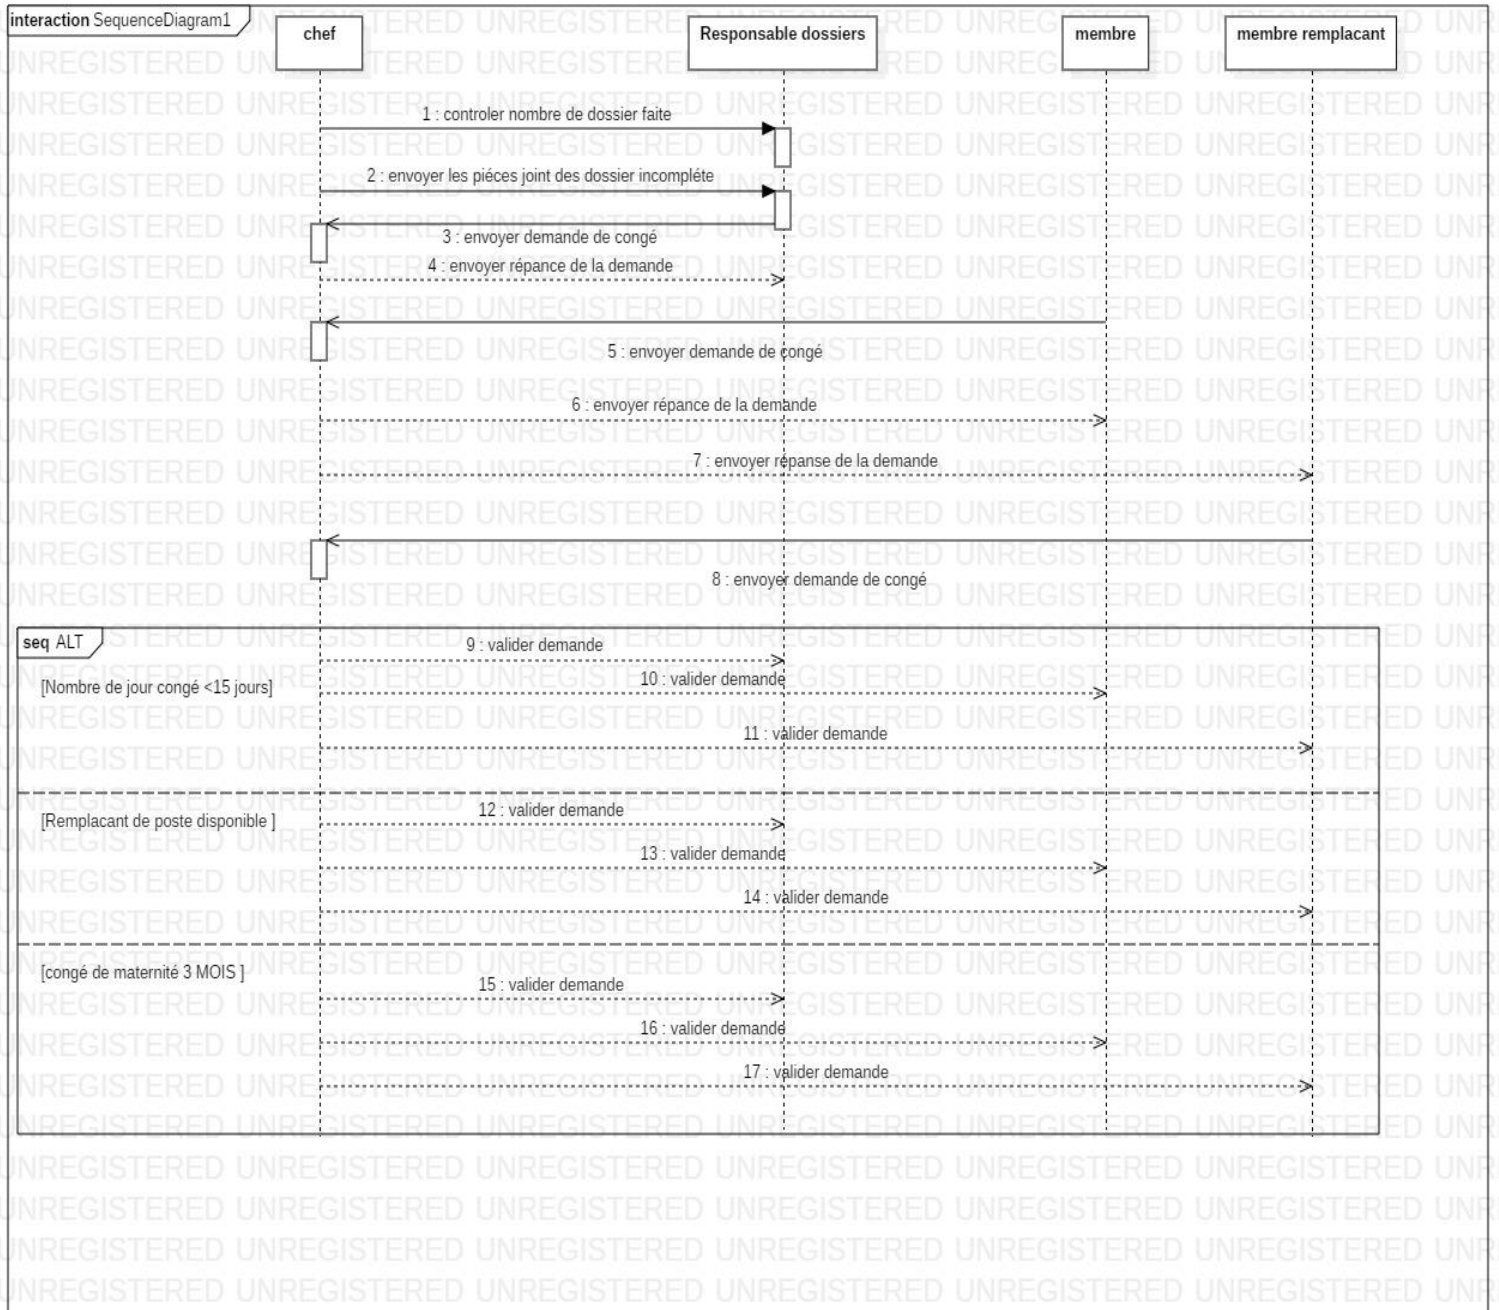 interaction SequenceDiagram1
chef
Responsable dossiers
membre
membre remplacant
1 : controler nombre de dossier faite
2 : envoyer les piéces joint des dossier incompléte
3 : envoyer demande de congé
4 : envoyer répance de la demande
5 : envoyer demande de congé
6 : envoyer répance de la demande
7 : envoyer répanse de la demande
8 : envoyer demande de congé
seq ALT
9 : valider demande
[Nombre de jour congé <15 jours]
10 : valider demande
11 : valider demande
12 : valider demande
[Remplacant de poste disponible ]
13 : valider demande
14 : valider demande
[congé de maternité 3 MOIS ]
15 : valider demande
16 : valider demande
17 : valider demande
UNREGISTERED